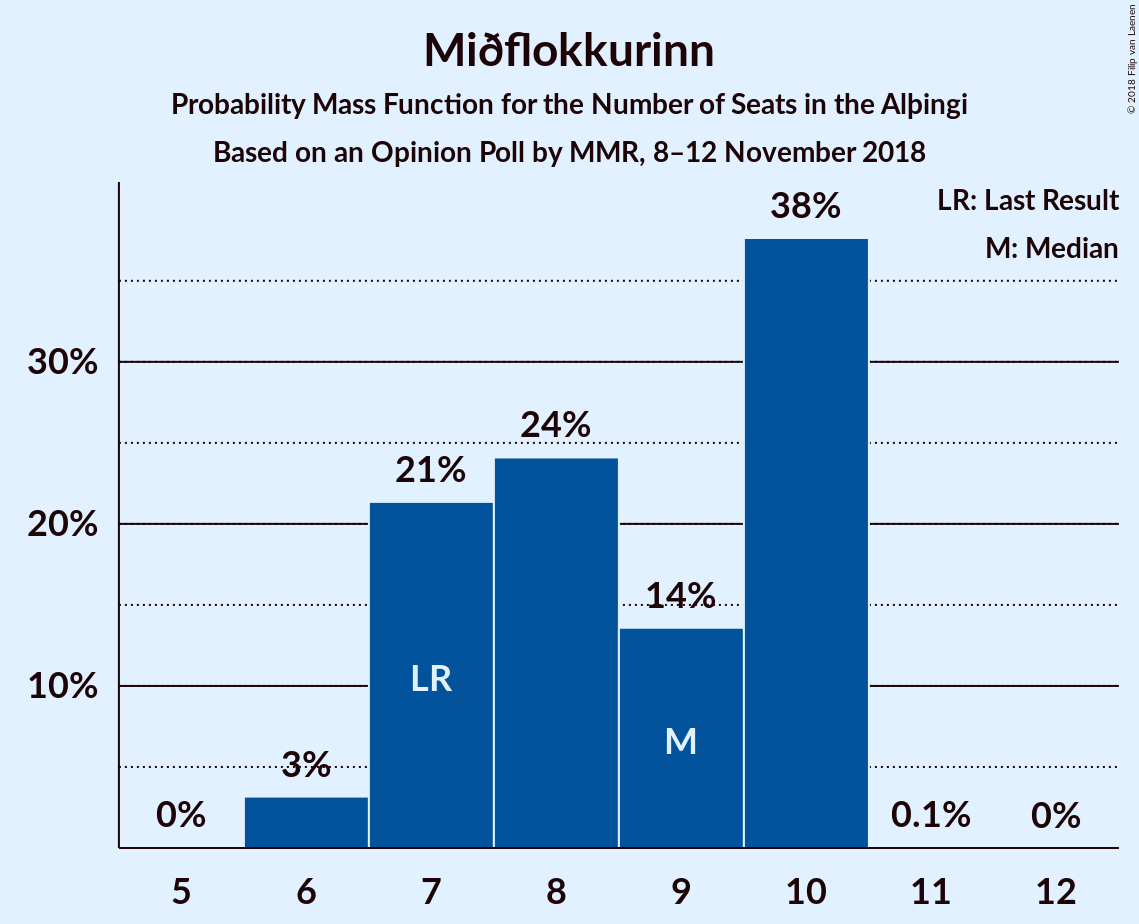 Miðflokkurinn
Probability Mass Function for the Number of Seats in the Alþingi
Based on an Opinion Poll by MMR, 8–12 November 2018
© 2018 Filip van Laenen
LR: Last Result
M: Median
38%
30%
24%
21%
20%
14%
10%
LR
M
3%
0%
0.1%
0%
5 6 7 8 9 10 11 12